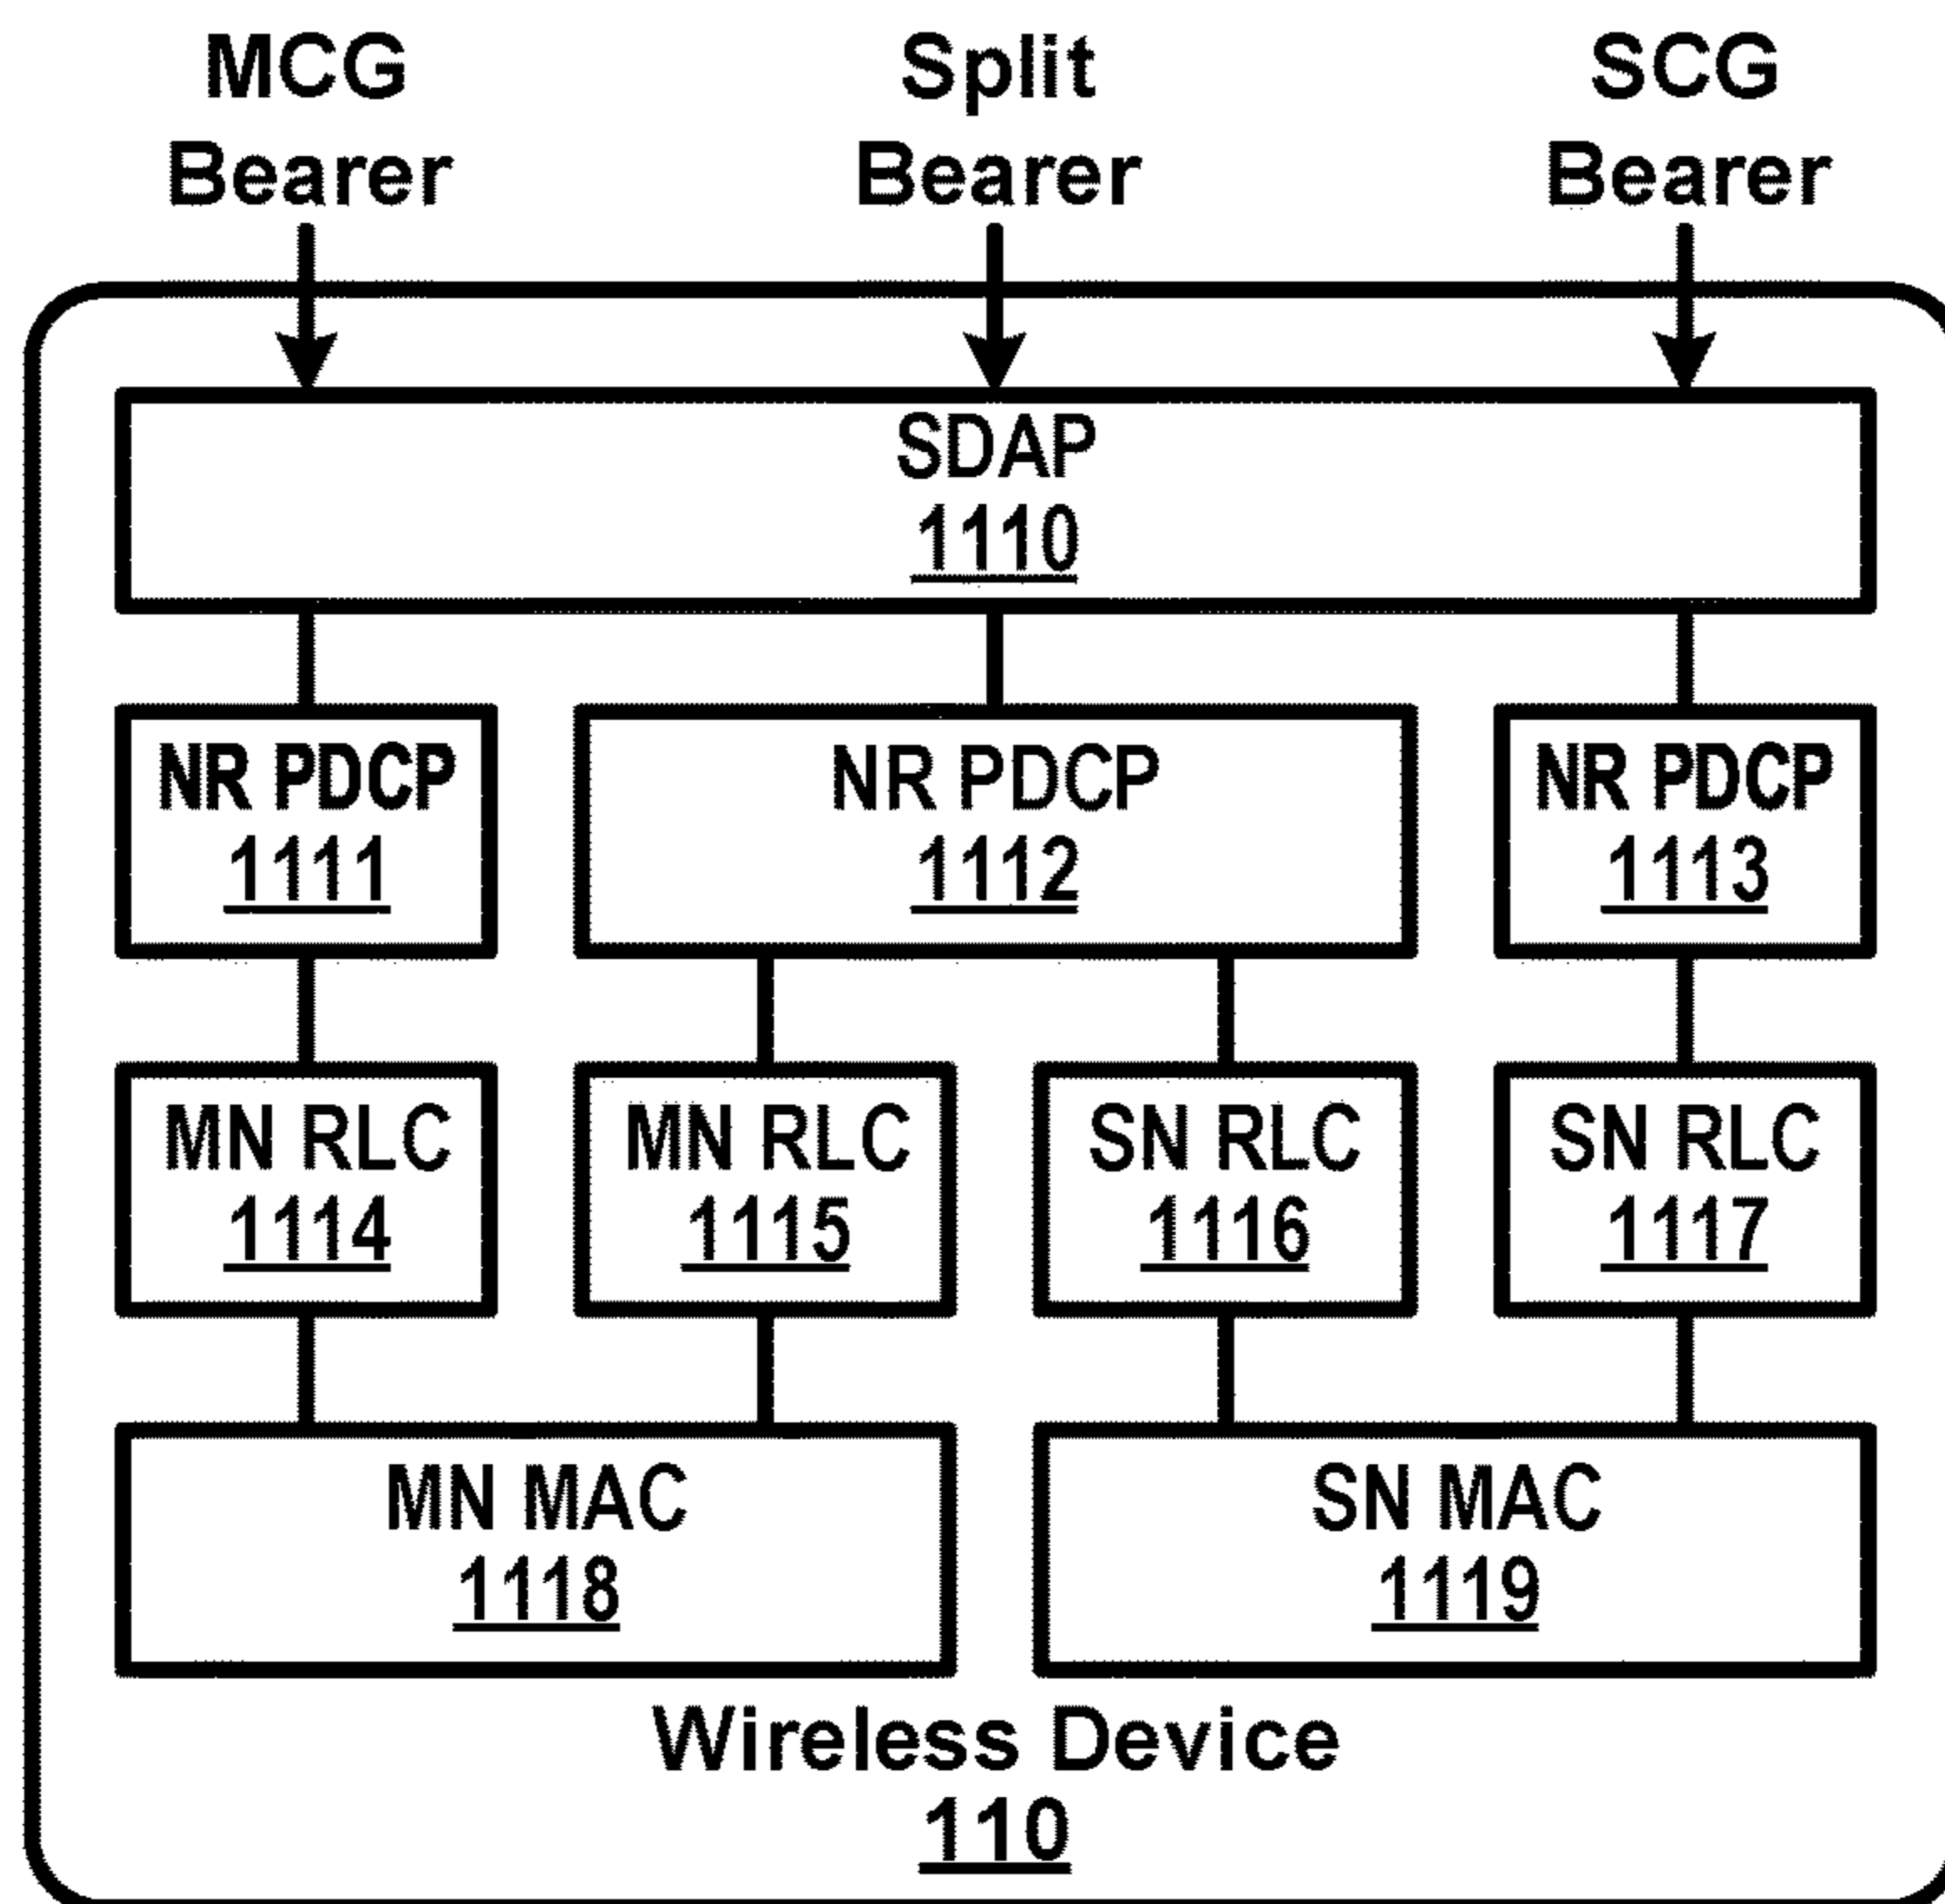 MCG Split SCG
Bearer Bearer Bearer
SDAP
1110
NR PDCP NR PDCP NR PDCP
1111 1112 1113
MN RLC MN RLC SN RLC SN RLC
1114 1115 1116 1117
MN MAC SN MAC
1118 1119
Wireless Device
110